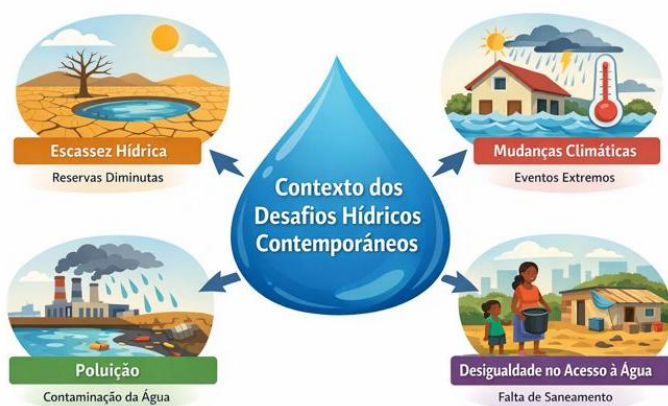 Contexto dos
Desafios Hídricos
Contemporáneos
Escassez Hídrica
Reservas Diminutas
Mudanças Climáticas
Eventos Extremos
Poluição
Contaminação da Água
Desigualdade no Acesso à Água
Falta de Saneamento